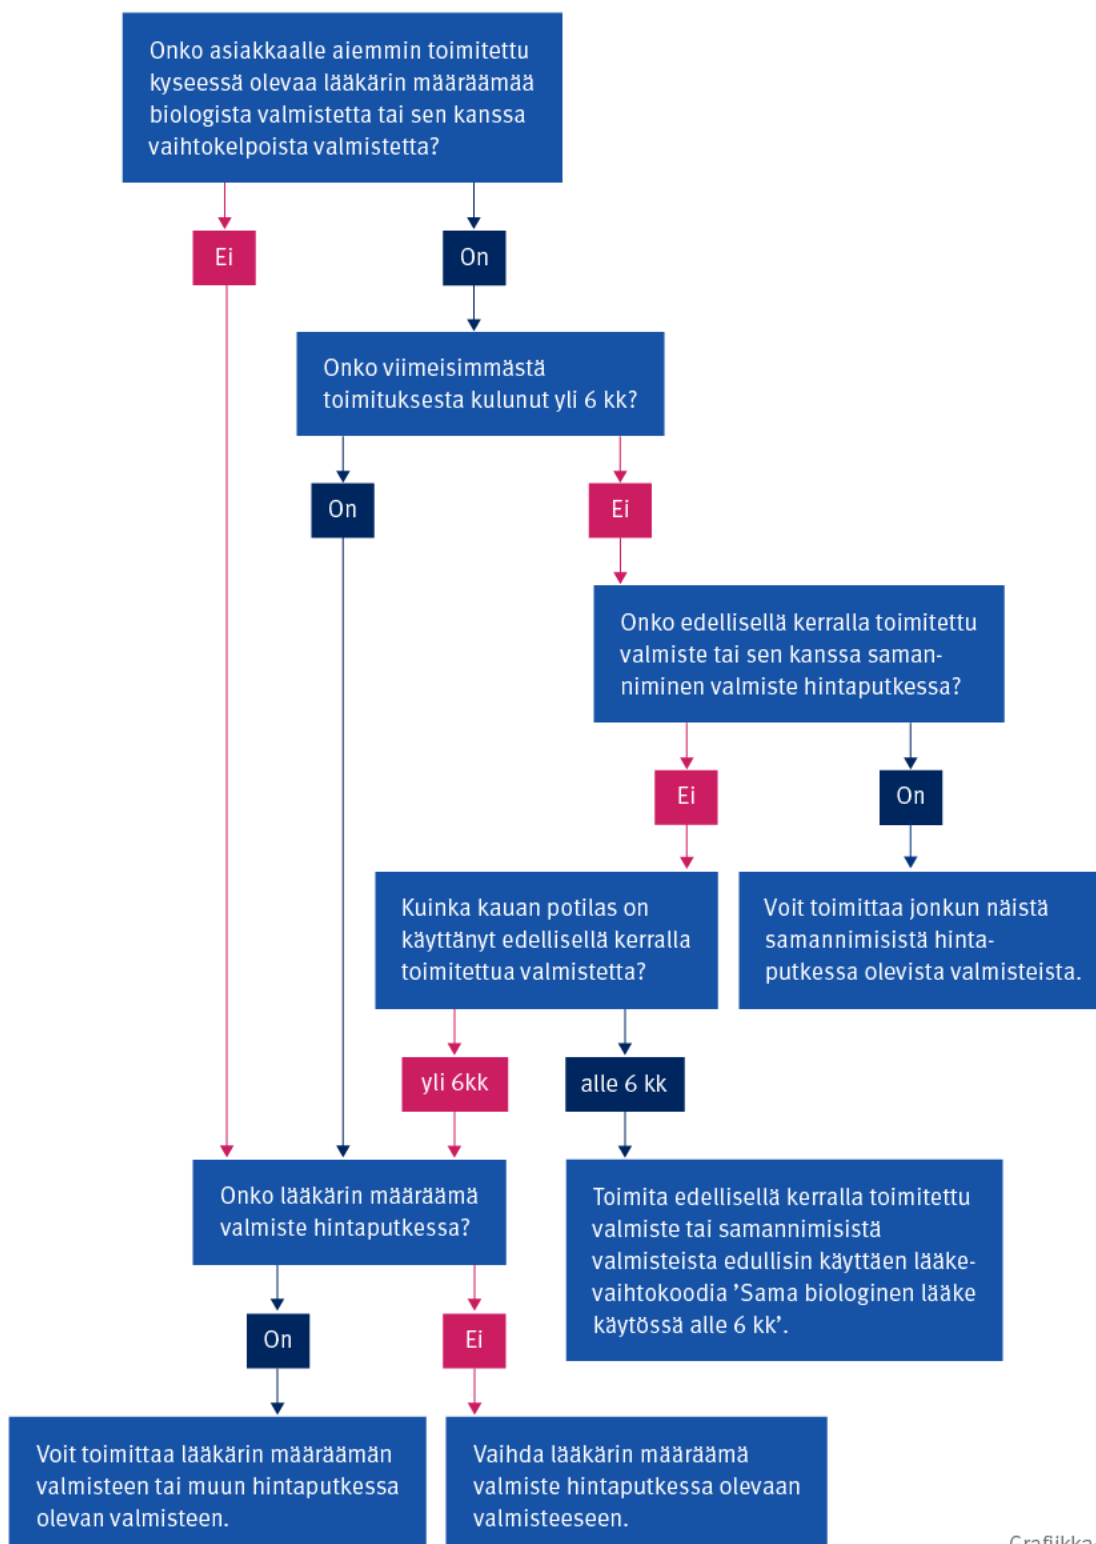 Onko asiakkaalle aiemmin toimitettu
kyseessä olevaa lääkärin määräämää
biologista valmistetta tai sen kanssa
vaihtokelpoista valmistetta?
Ei
On
Onko viimeisimmästä
toimituksesta kulunut yli 6 kk?
On
Ei
Onko edellisellä kerralla toimitettu
valmiste tai sen kanssa saman-
niminen valmiste hintaputkessa?
Ei
On
Kuinka kauan potilas on
käyttänyt edellisellä kerralla
toimitettua valmistetta?
Voit toimittaa jonkun näistä
samannimisistä hinta-
putkessa olevista valmisteista.
yli 6kk
alle 6 kk
Onko lääkärin määräämä
valmiste hintaputkessa?
Toimita edellisellä kerralla toimitettu
valmiste tai samannimisistä
valmisteista edullisin käyttäen lääke-
vaihtokoodia ’Sama biologinen lääke
käytössä alle 6 kk’.
On
Ei
Voit toimittaa lääkärin määräämän
valmisteen tai muun hintaputkessa
olevan valmisteen.
Vaihda lääkärin määräämä
valmiste hintaputkessa olevaan
valmisteeseen.